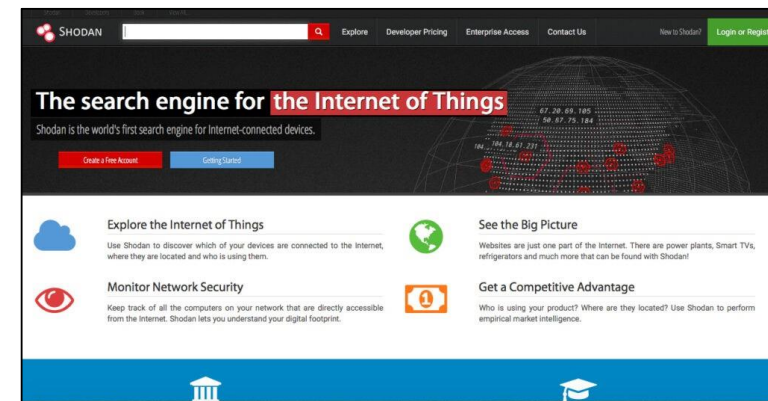 SHODAN
Explore
Developer Pricing
Enterprise Access
Contact Us
New to Shodan?
Login or Regist
The search engine for the Internet of Things
Shodan is the world's first search engine for Internet-connected devices.
Create a Free Account
Getting Started
67.20.69.105
50.67.75.184
184.18.61.231
Explore the Internet of Things
Use Shodan to discover which of your devices are connected to the Internet,
where they are located and who is using them.
See the Big Picture
Websites are just one part of the Internet. There are power plants, Smart TVs,
refrigerators and much more that can be found with Shodan!
Monitor Network Security
Keep track of all the computers on your network that are directly accessible
from the Internet. Shodan lets you understand your digital footprint.
1
Get a Competitive Advantage
Who is using your product? Where are they located? Use Shodan to perform
empirical market intelligence.